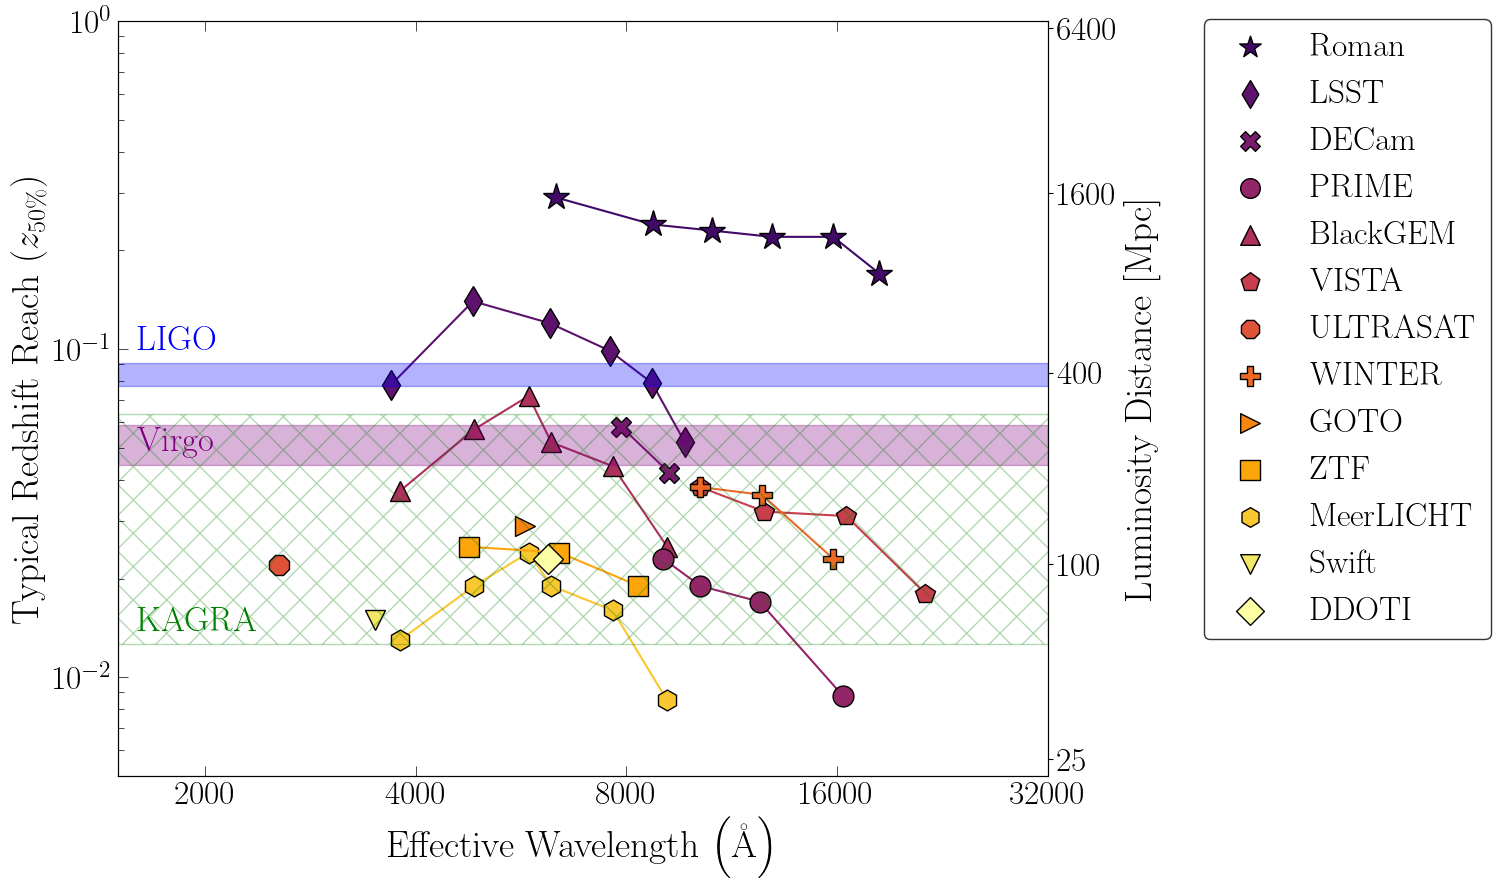 Typical Redshift Reach (z50%)
10^0
10^−1
10^−2
LIGO
Virgo
KAGRA
2000
4000
8000
16000
32000
Effective Wavelength (Å)
6400
1600
400
100
25
Luminosity Distance [Mpc]
Roman
LSST
DECam
PRIME
BlackGEM
VISTA
ULTRASAT
WINTER
GOTO
ZTF
MeerLICHT
Swift
DDOTI